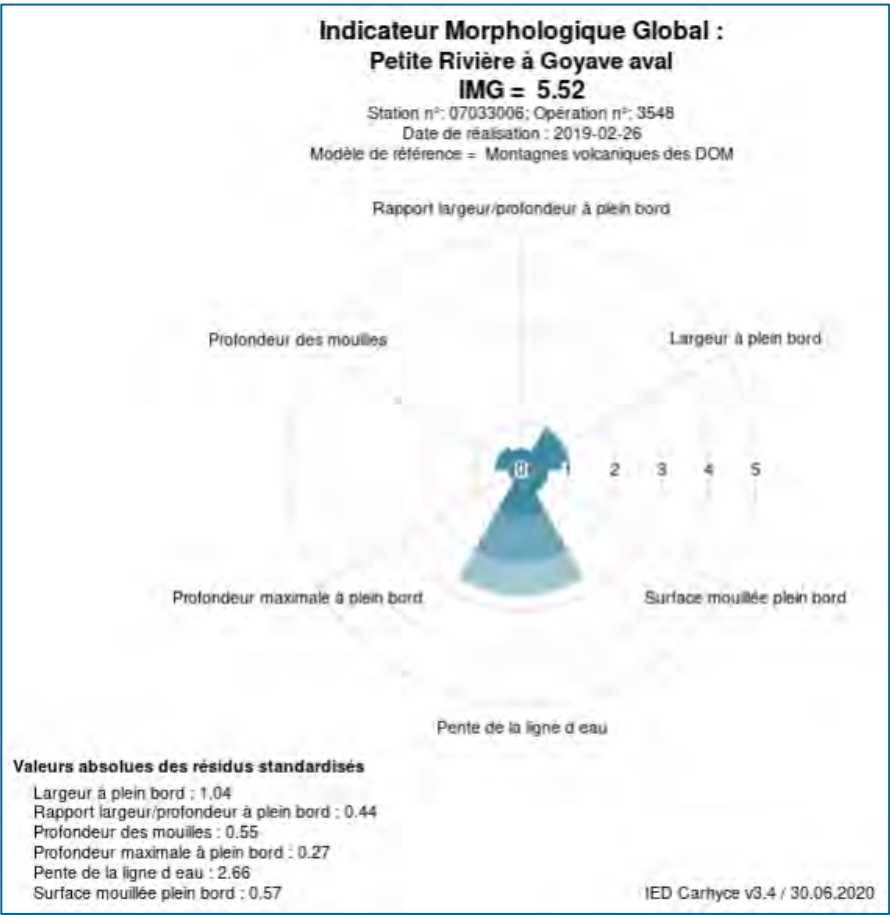 Indicateur Morphologique Global :
Petite Rivière à Goyave aval
IMG = 5.52
Station n°: 07033006; Opération n°: 3548
Date de réalisation : 2019-02-26
Modèle de référence = Montagnes volcaniques des DOM
Rapport largeur/profondeur à plein bord
Profondeur des mouilles
Largeur à plein bord
0 1 2 3 4 5
Profondeur maximale à plein bord
Surface mouillée plein bord
Pente de la ligne d eau
Valeurs absolues des résidus standardisés
Largeur à plein bord : 1.04
Rapport largeur/profondeur à plein bord : 0.44
Profondeur des mouilles : 0.55
Profondeur maximale à plein bord : 0.27
Pente de la ligne d eau : 2.66
Surface mouillée plein bord : 0.57
IED Carhyce v3.4 / 30.06.2020